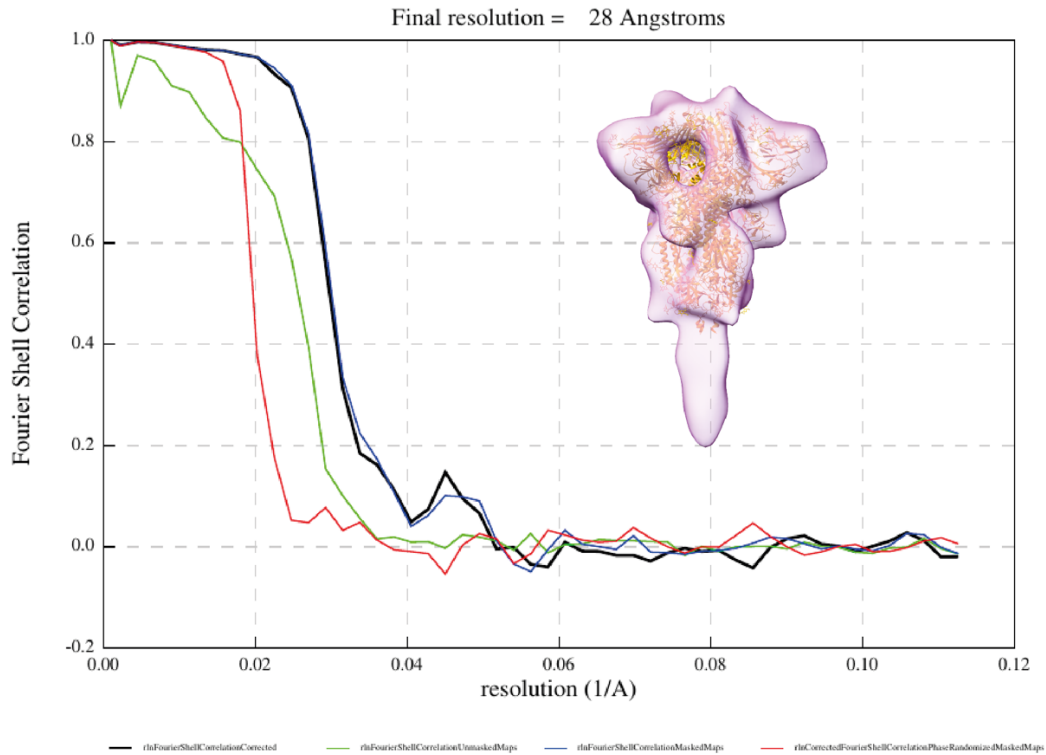 Final resolution = 28 Angstroms
1.0
0.8
0.6
0.4
0.2
0.0
-0.2
Fourier Shell Correlation
0.00 0.02 0.04 0.06 0.08 0.10 0.12
resolution (1/A)
rlnFourierShellCorrelationCorrected rlnFourierShellCorrelationUnmaskedMaps rlnFourierShellCorrelationMaskedMaps rlnCorrectedFourierShellCorrelationPhaseRandomizedMaskedMaps